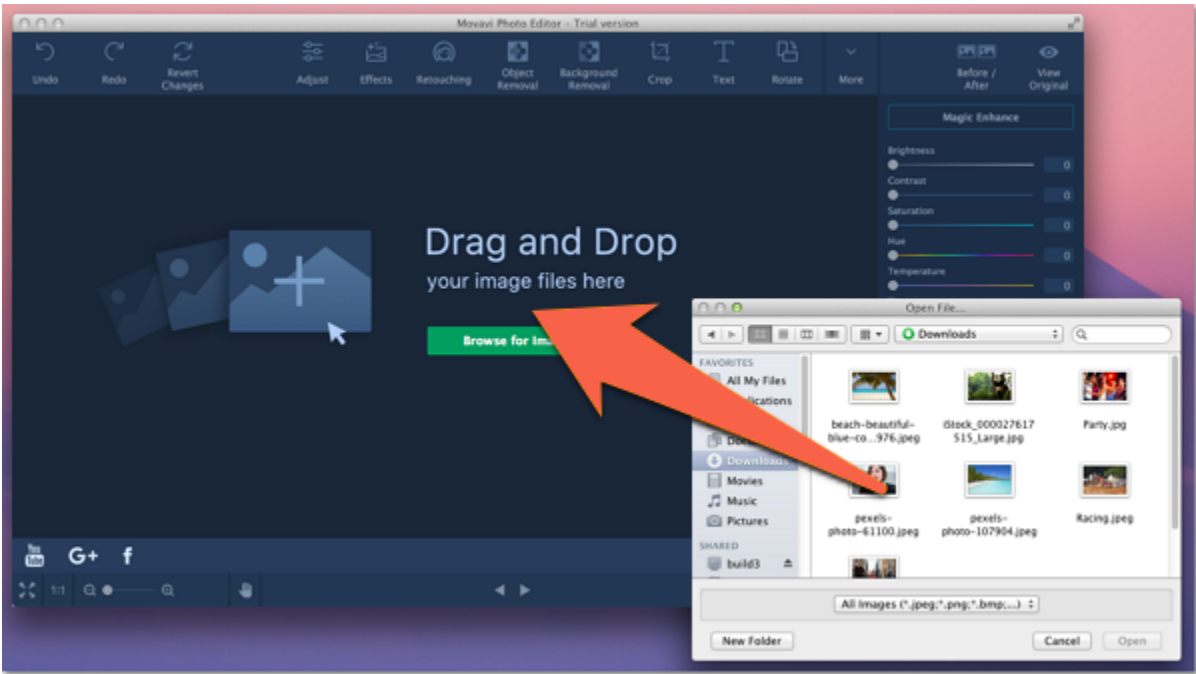 Movavi Photo Editor – Trial version
Undo
Redo
Revert
Changes
Adjust
Effects
Retouching
Object
Removal
Background
Removal
Crop
Text
Rotate
More
Before /
After
View
Original
Magic Enhance
Brightness
0
Contrast
0
Saturation
0
Hue
0
Temperature
0
Drag and Drop
your image files here
Browse for
You
Tube
G+
f
1:1
Open File...
Downloads
FAVORITES
All My Files
Downloads
Movies
Music
Pictures
SHARED
build3
beach-beautiful-
blue-co...976.jpeg
iStock_000027617
515_Large.jpg
Party.jpg
pexels-
photo-61100.jpeg
pexels-
photo-107904.jpeg
Racing.jpeg
All Images (*.jpeg;*.png;*.bmp;...)
New Folder
Cancel
Open